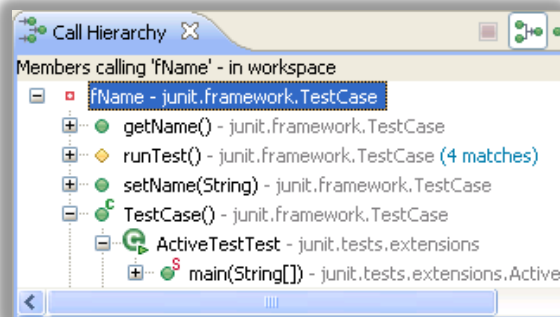 Call Hierarchy
Members calling 'fName' - in workspace
fName - junit.framework.TestCase
getName() - junit.framework.TestCase
runTest() - junit.framework.TestCase (4 matches)
setName(String) - junit.framework.TestCase
C TestCase() - junit.framework.TestCase
ActiveTestTest - junit.tests.extensions
S main(String[]) - junit.tests.extensions.Active